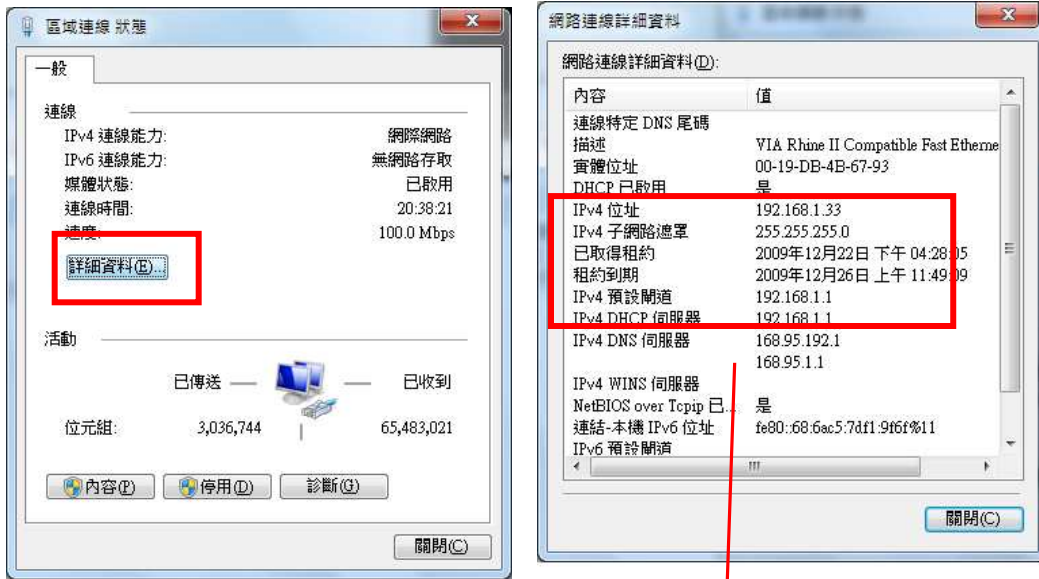 區域連線 狀態
一般
連線
IPv4 連線能力: 網際網路
IPv6 連線能力: 無網路存取
媒體狀態: 已啟用
連線時間: 20:38:21
速度: 100.0 Mbps
詳細資料(E)...
活動
已傳送 — — 已收到
位元組: 3,036,744 65,483,021
內容(P) 停用(D) 診斷(G)
關閉(C)
網路連線詳細資料
網路連線詳細資料(D):
內容 值
連線特定 DNS 尾碼
描述 VIA Rhine II Compatible Fast Etherne
實體位址 00-19-DB-4B-67-93
DHCP 已啟用 是
IPv4 位址 192.168.1.33
IPv4 子網路遮罩 255.255.255.0
已取得租約 2009年12月22日 下午 04:28:05
租約到期 2009年12月26日 上午 11:49:09
IPv4 預設閘道 192.168.1.1
IPv4 DHCP 伺服器 192.168.1.1
IPv4 DNS 伺服器 168.95.192.1
168.95.1.1
IPv4 WINS 伺服器
NetBIOS over Tcpip 已... 是
連結-本機 IPv6 位址 fe80::68:6ac5:7df1:9f6f%11
IPv6 預設閘道
關閉(C)